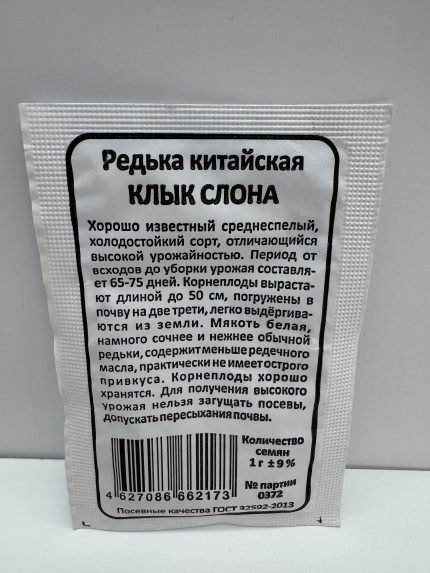 Редька китайская
КЛЫК СЛОНА
Хорошо известный среднеспелый,
холодостойкий сорт, отличающийся
высокой урожайностью. Период от
всходов до уборки урожая составля-
ет 65-75 дней. Корнеплоды выраста-
ют длиной до 50 см, погружены в
почву на две трети, легко выдёргива-
ются из земли. Мякоть белая,
намного сочнее и нежнее обычной
редьки, содержит меньше редечного
масла, практически не имеет острого
привкуса. Корнеплоды хорошо
хранятся. Для получения высокого
урожая нельзя загущать посевы,
допускать пересыхания почвы.
Количество
семян
1 г ± 9 %
№ партии
0372
4 627086 662173
Посевные качества ГОСТ 32592-2013